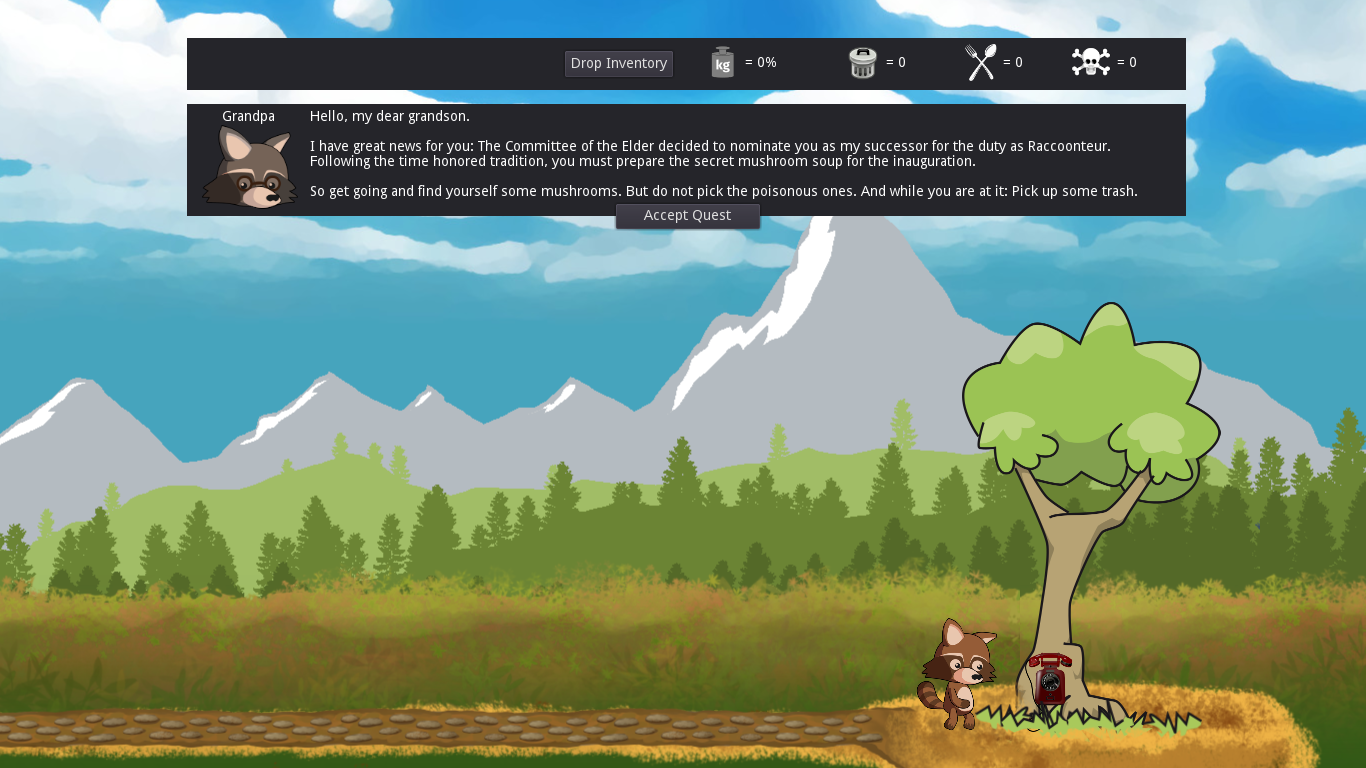 Drop Inventory kg = 0% = 0 = 0 = 0
Grandpa
Hello, my dear grandson.
I have great news for you: The Committee of the Elder decided to nominate you as my successor for the duty as Raccoonteur.
Following the time honored tradition, you must prepare the secret mushroom soup for the inauguration.
So get going and find yourself some mushrooms. But do not pick the poisonous ones. And while you are at it: Pick up some trash.
Accept Quest